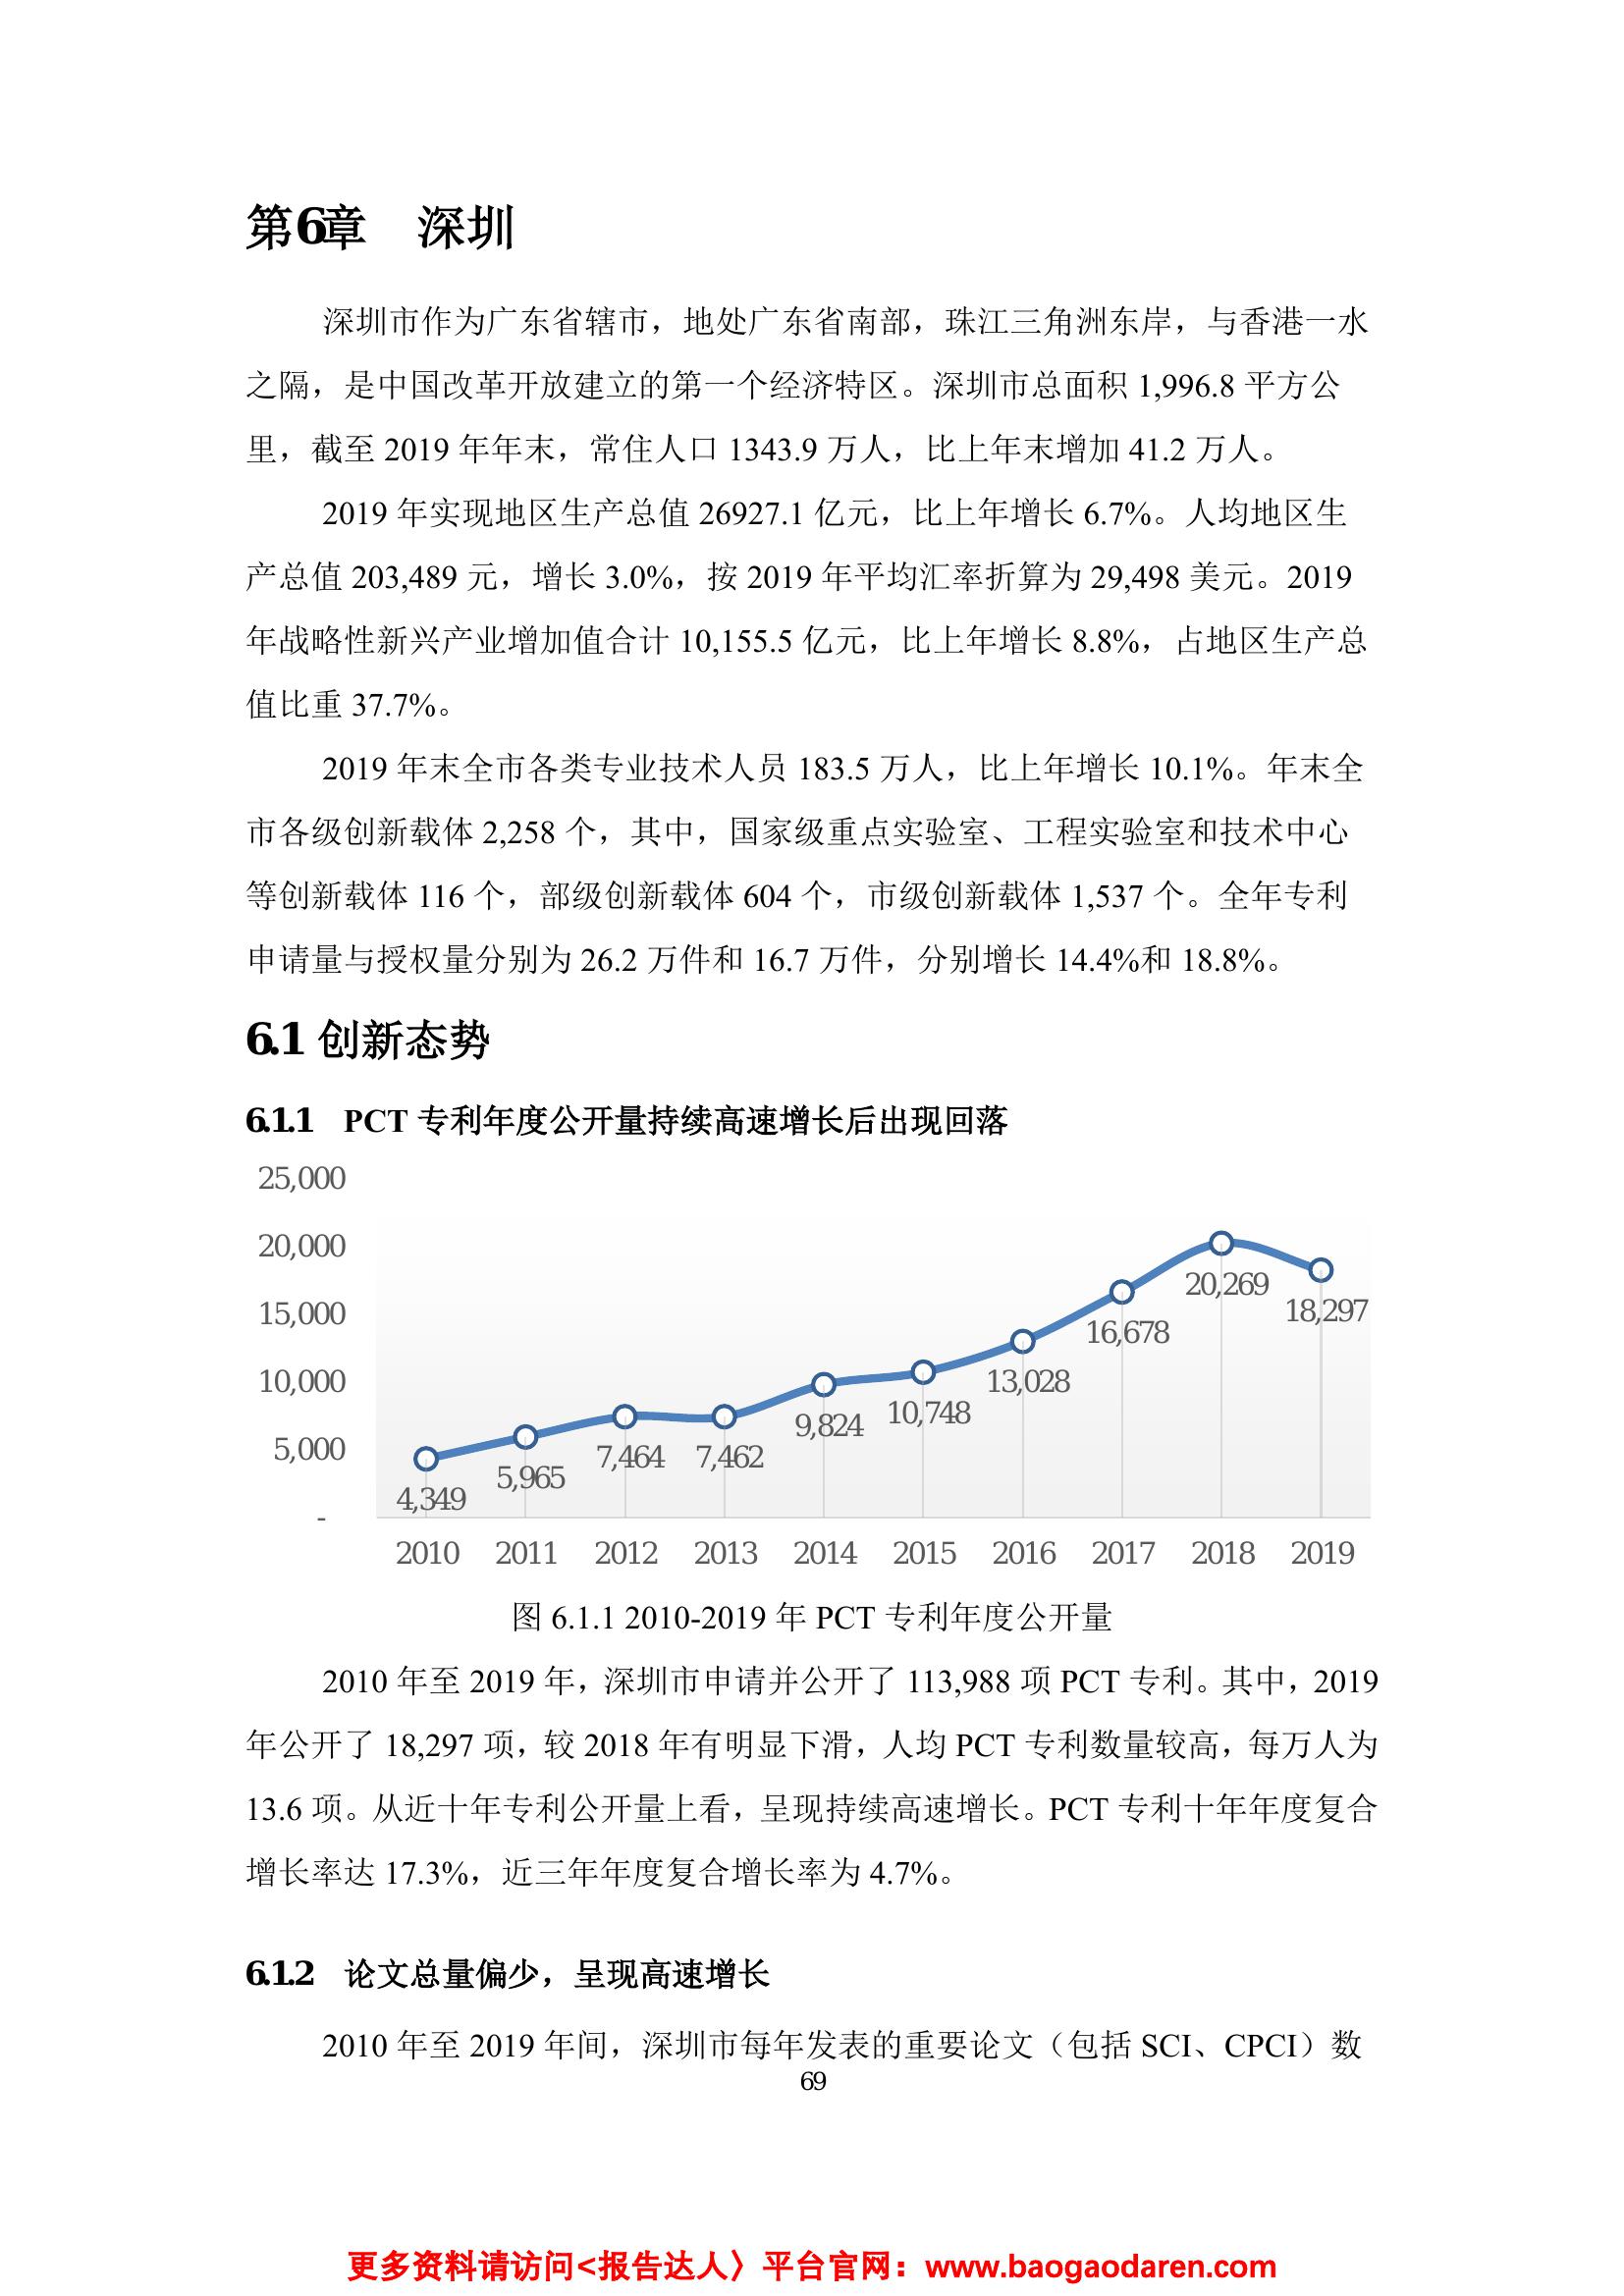 第6章 深圳
深圳市作为广东省辖市，地处广东省南部，珠江三角洲东岸，与香港一水
之隔，是中国改革开放建立的第一个经济特区。深圳市总面积 1,996.8 平方公
里，截至 2019 年年末，常住人口 1343.9 万人，比上年末增加 41.2 万人。
2019 年实现地区生产总值 26927.1 亿元，比上年增长 6.7%。人均地区生
产总值 203,489 元，增长 3.0%，按 2019 年平均汇率折算为 29,498 美元。2019
年战略性新兴产业增加值合计 10,155.5 亿元，比上年增长 8.8%，占地区生产总
值比重 37.7%。
2019 年末全市各类专业技术人员 183.5 万人，比上年增长 10.1%。年末全
市各级创新载体 2,258 个，其中，国家级重点实验室、工程实验室和技术中心
等创新载体 116 个，部级创新载体 604 个，市级创新载体 1,537 个。全年专利
申请量与授权量分别为 26.2 万件和 16.7 万件，分别增长 14.4%和 18.8%。
6.1 创新态势
6.1.1 PCT 专利年度公开量持续高速增长后出现回落
25,000
20,000
15,000
10,000
5,000
-
4,349
5,965
7,464
7,462
9,824
10,748
13,028
16,678
20,269
18,297
2010 2011 2012 2013 2014 2015 2016 2017 2018 2019
图 6.1.1 2010-2019 年 PCT 专利年度公开量
2010 年至 2019 年，深圳市申请并公开了 113,988 项 PCT 专利。其中，2019
年公开了 18,297 项，较 2018 年有明显下滑，人均 PCT 专利数量较高，每万人为
13.6 项。从近十年专利公开量上看，呈现持续高速增长。PCT 专利十年年度复合
增长率达 17.3%，近三年年度复合增长率为 4.7%。
6.1.2 论文总量偏少，呈现高速增长
2010 年至 2019 年间，深圳市每年发表的重要论文（包括 SCI、CPCI）数
69
更多资料请访问<报告达人〉平台官网：www.baogaodaren.com